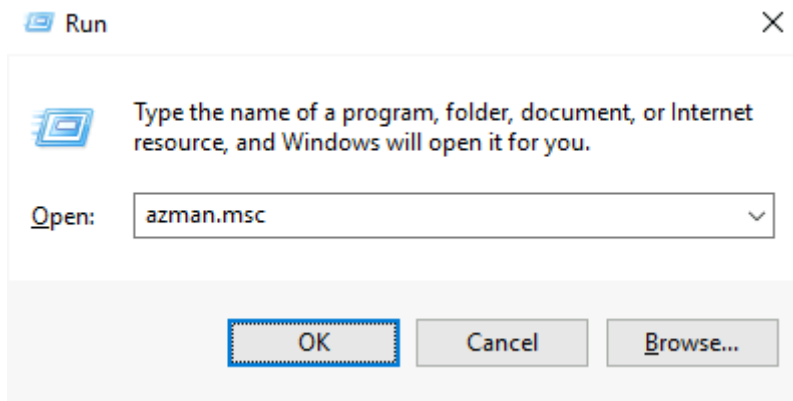 Run
Type the name of a program, folder, document, or Internet
resource, and Windows will open it for you.
Open: azman.msc
OK Cancel Browse...